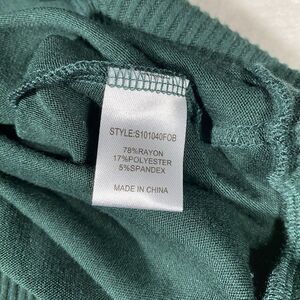 STYLE:S101040FOB
78%RAYON
17%POLYESTER
5%SPANDEX
MADE IN CHINA